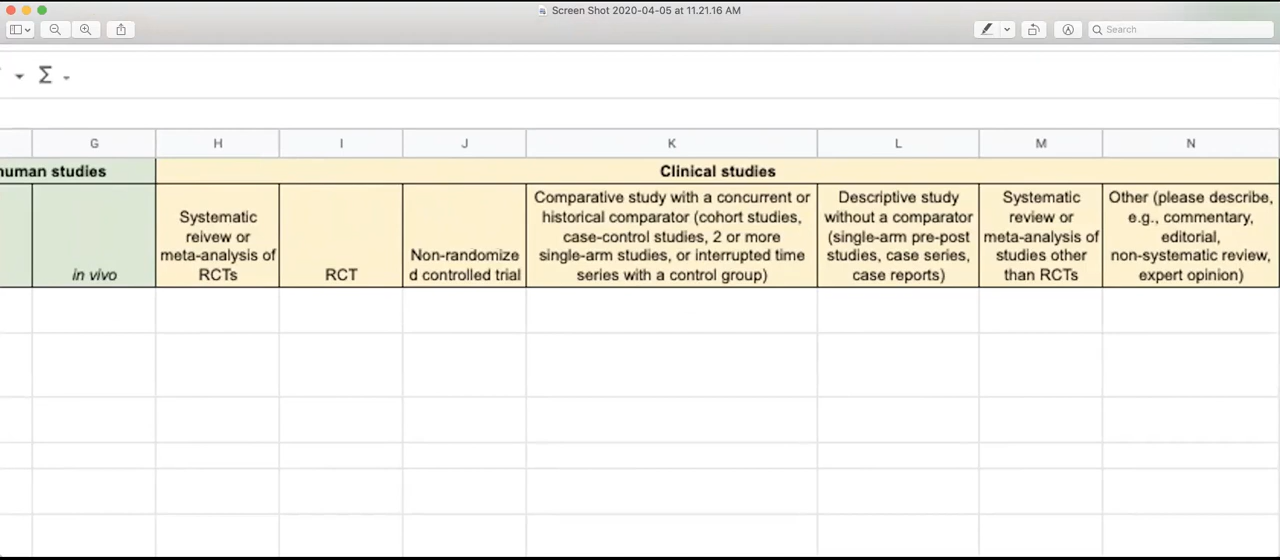 Screen Shot 2020-04-05 at 11.21.16 AM
Search
Σ
G H I J K L M N
human studies Clinical studies
in vivo
Systematic
reivew or
meta-analysis of
RCTs
RCT
Non-randomize
d controlled trial
Comparative study with a concurrent or
historical comparator (cohort studies,
case-control studies, 2 or more
single-arm studies, or interrupted time
series with a control group)
Descriptive study
without a comparator
(single-arm pre-post
studies, case series,
case reports)
Systematic
review or
meta-analysis of
studies other
than RCTs
Other (please describe,
e.g., commentary,
editorial,
non-systematic review,
expert opinion)